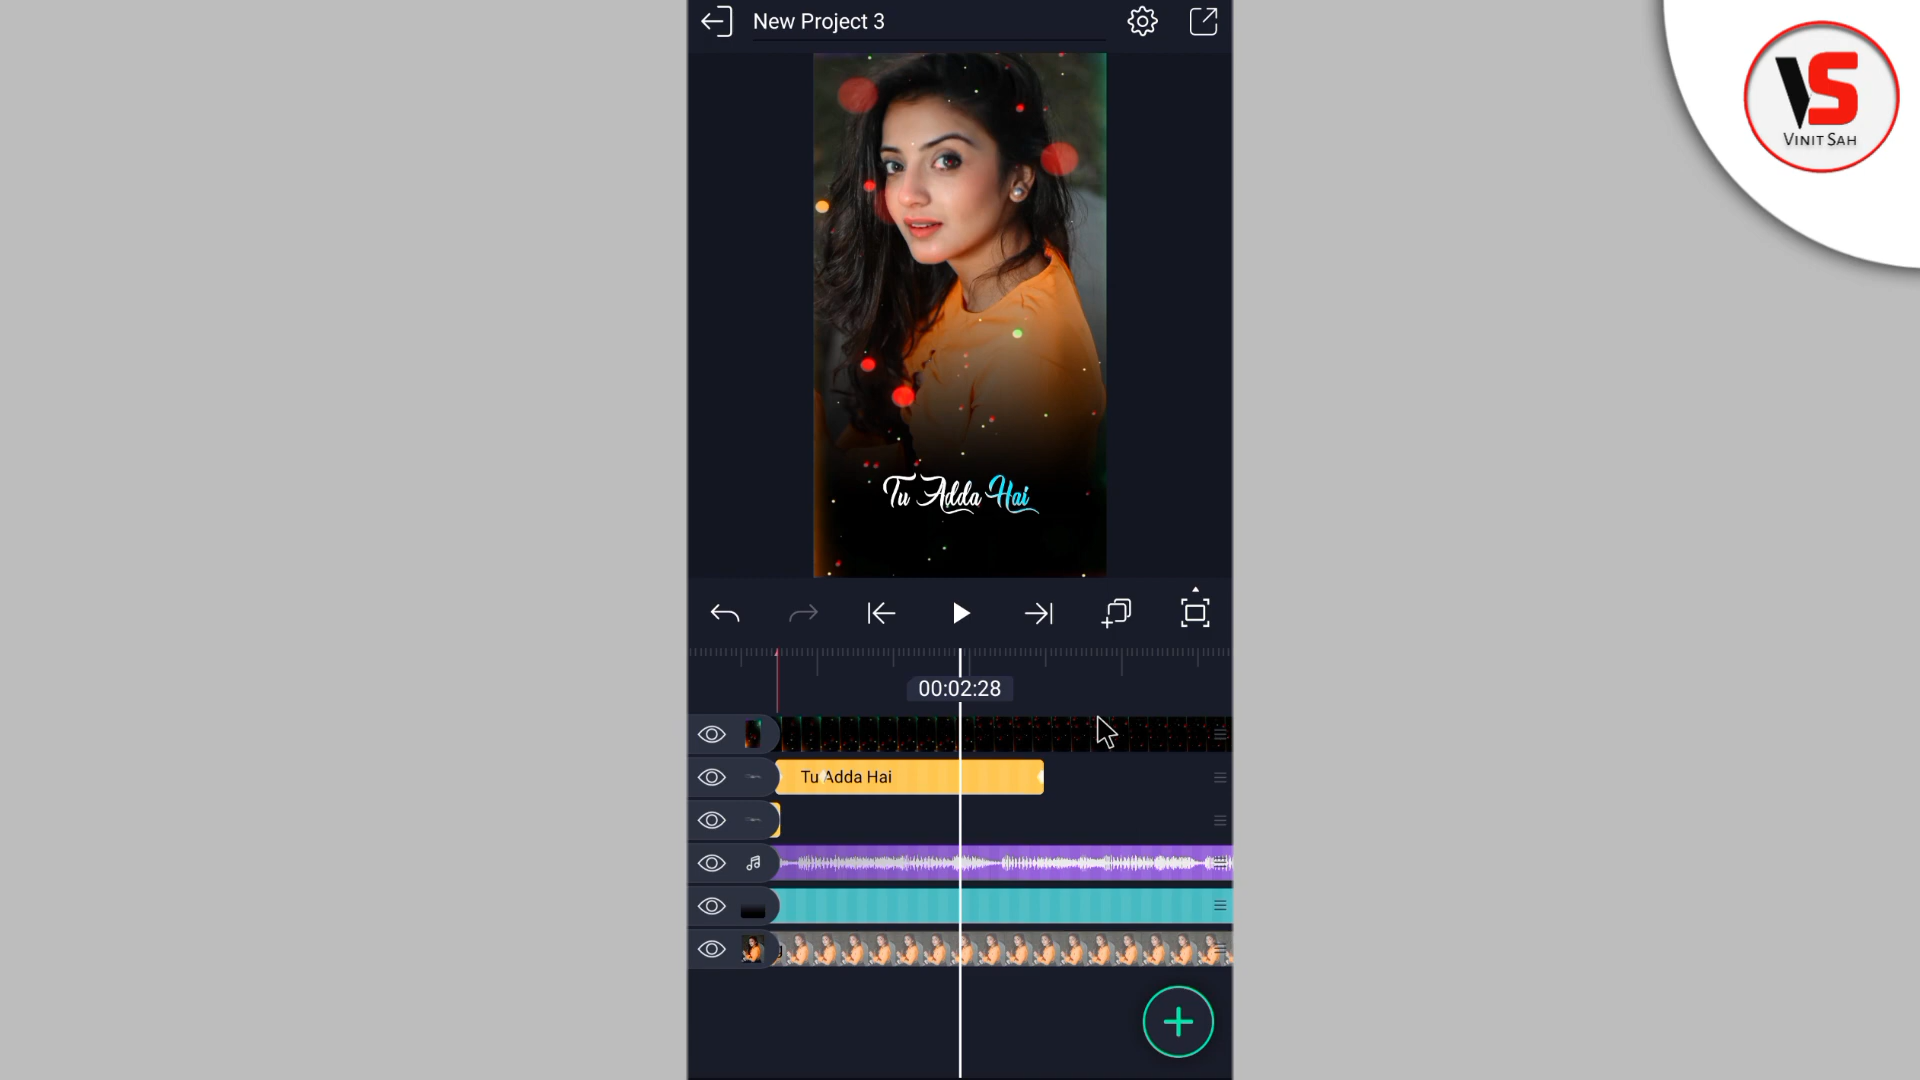 New Project 3
VS
VINIT SAH
Tu Adda Hai
00:02:28
Tu Adda Hai